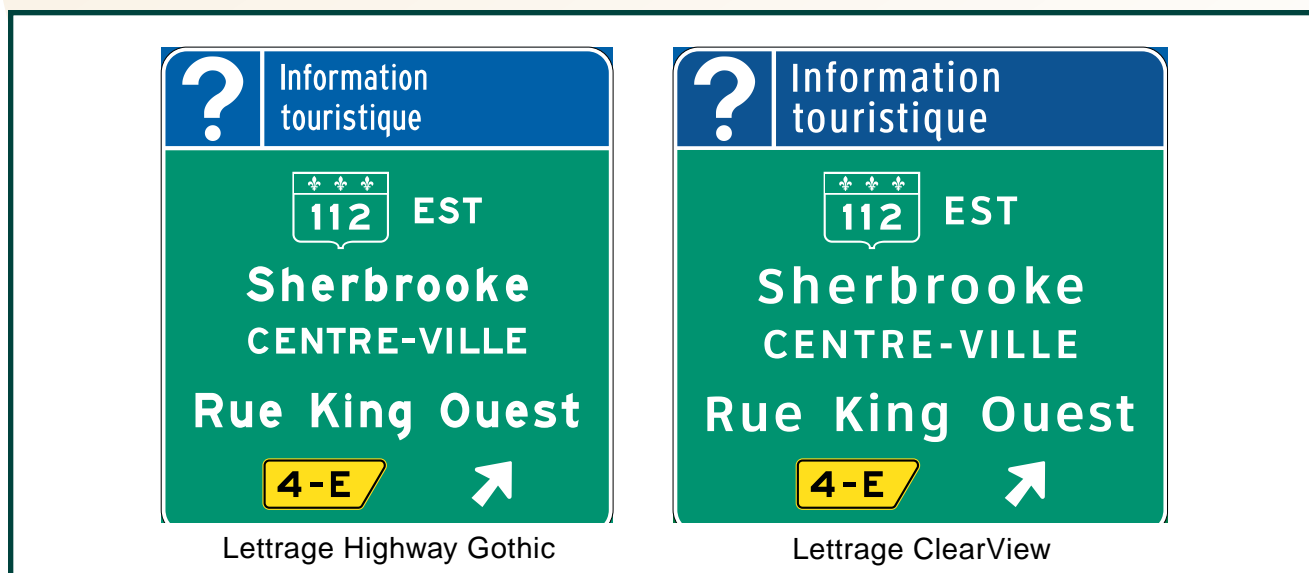 ?
Information
touristique
112 EST
Sherbrooke
CENTRE-VILLE
Rue King Ouest
4-E
Lettrage Highway Gothic
?
Information
touristique
112 EST
Sherbrooke
CENTRE-VILLE
Rue King Ouest
4-E
Lettrage ClearView